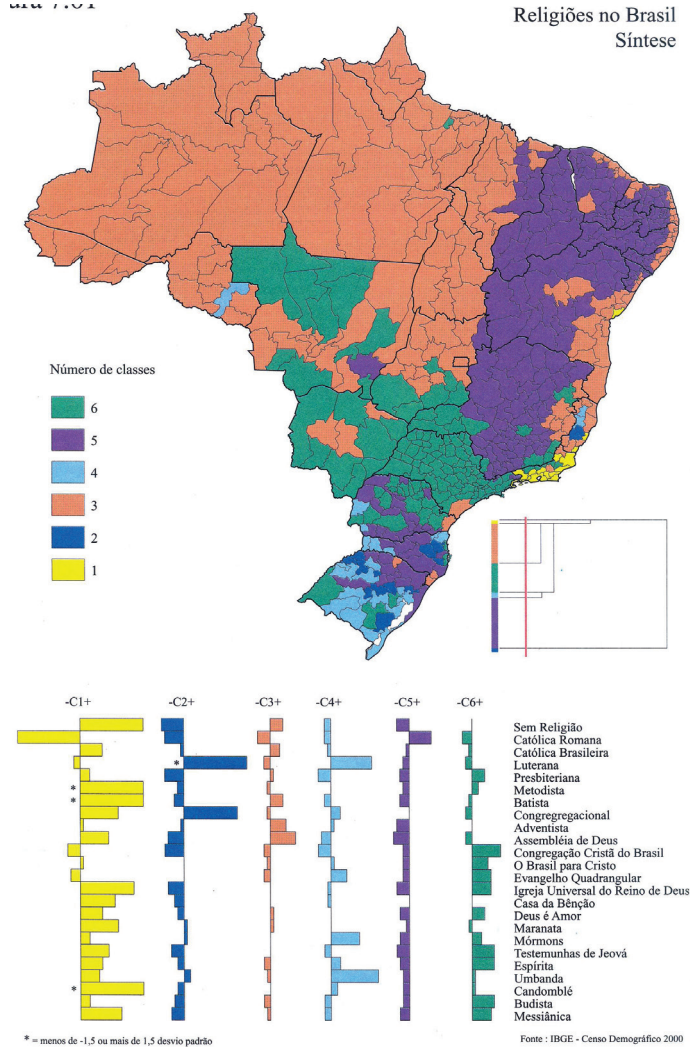 Religiões no Brasil
Síntese
Número de classes
6
5
4
3
2
1
-C1+ -C2+ -C3+ -C4+ -C5+ -C6+
Sem Religião
Católica Romana
Católica Brasileira
* Luterana
Presbiteriana
* Metodista
* Batista
Congregregacional
Adventista
Assembléia de Deus
Congregação Cristã do Brasil
O Brasil para Cristo
Evangelho Quadrangular
Igreja Universal do Reino de Deus
Casa da Bênção
Deus é Amor
Maranata
Mórmons
Testemunhas de Jeová
Espírita
Umbanda
* Candomblé
Budista
Messiânica
* = menos de -1,5 ou mais de 1,5 desvio padrão
Fonte : IBGE - Censo Demográfico 2000